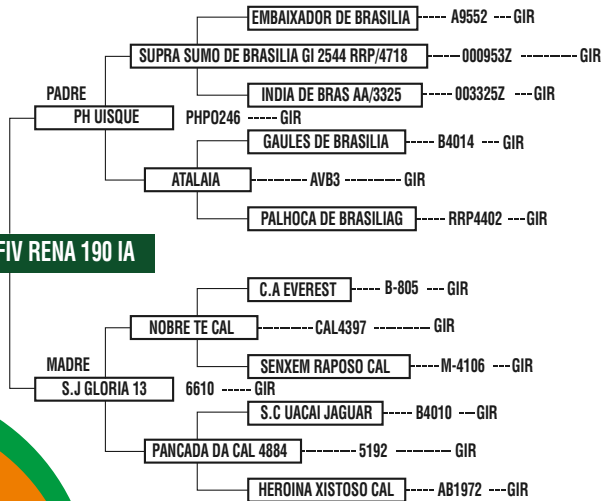 EMBAIXADOR DE BRASILIA ----- A9552 --- GIR
SUPRA SUMO DE BRASILIA GI 2544 RRP/4718 ------000953Z ----------- GIR
INDIA DE BRAS AA/3325 ----- 003325Z ---GIR
PADRE
PH UISQUE PHPO246 ----- GIR
GAULES DE BRASILIA ---- B4014 --- GIR
ATALAIA ---------- AVB3 --------- GIR
PALHOCA DE BRASILIAG ----- RRP4402 ---GIR
FIV RENA 190 IA
C.A EVEREST ----- B-805 --- GIR
NOBRE TE CAL ----------CAL4397 ---------- GIR
SENXEM RAPOSO CAL -----M-4106 ---GIR
MADRE
S.J GLORIA 13 6610 ----- GIR
S.C UACAI JAGUAR ---- B4010 ---GIR
PANCADA DA CAL 4884 ---------- 5192 --------- GIR
HEROINA XISTOSO CAL ----- AB1972 ---GIR